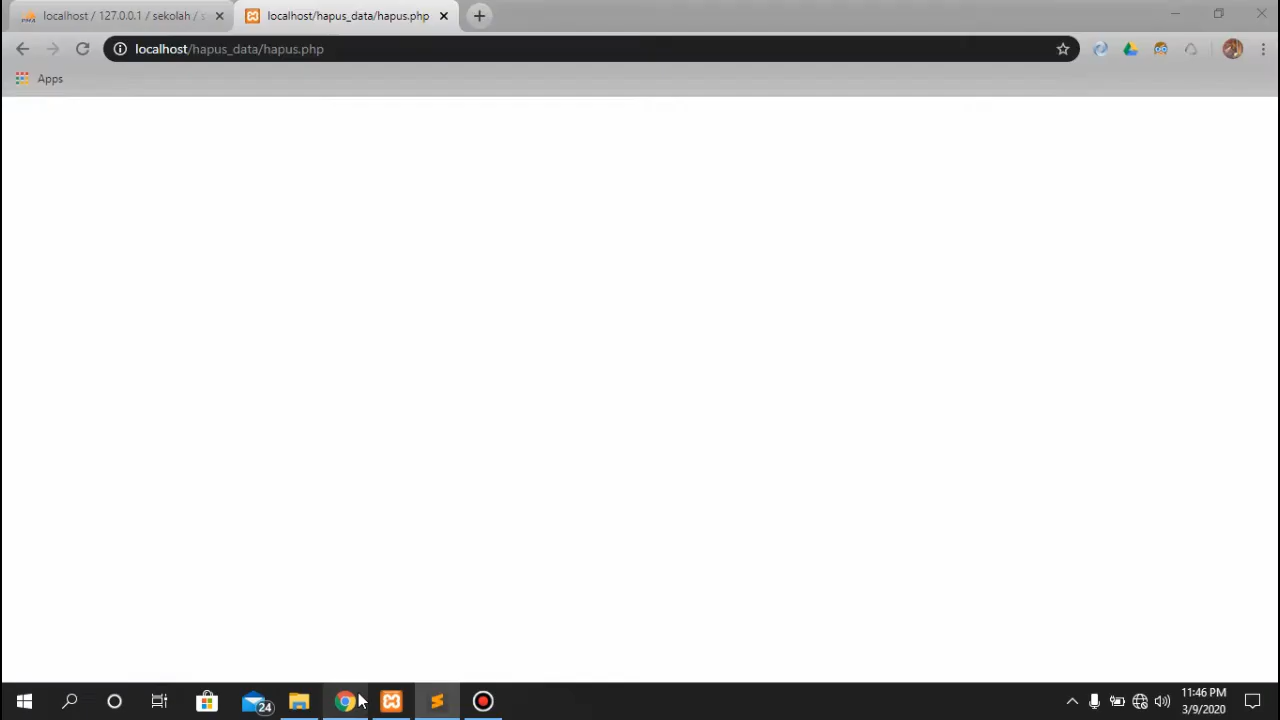 localhost / 127.0.0.1 / sekolah / s
localhost/hapus_data/hapus.php
localhost/hapus_data/hapus.php
Apps
24
11:46 PM
3/9/2020